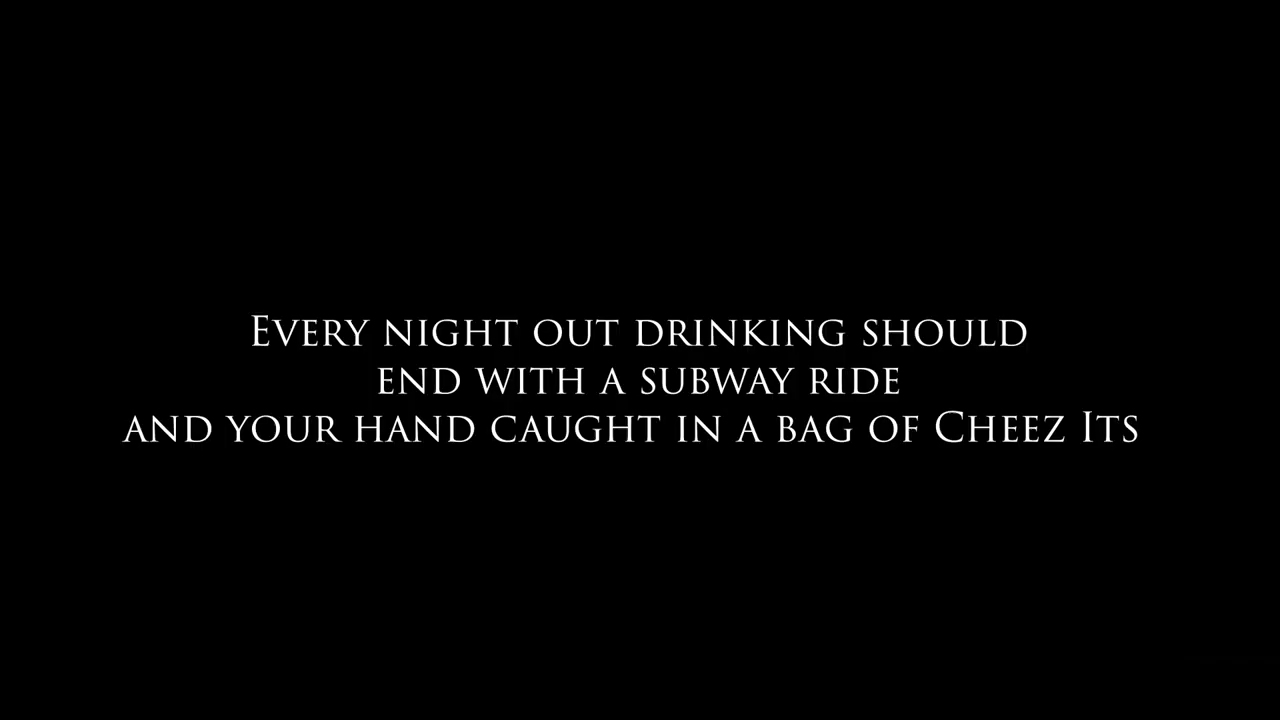 Every night out drinking should
end with a subway ride
and your hand caught in a bag of Cheez Its